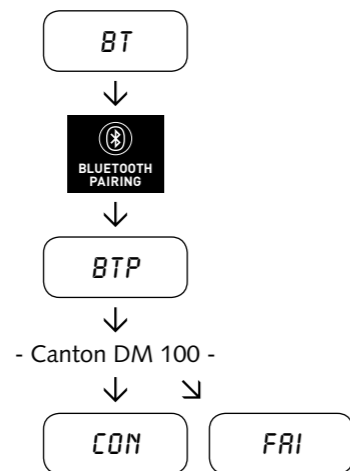 BT
BLUETOOTH
PAIRING
BTP
- Canton DM 100 -
CON FAI